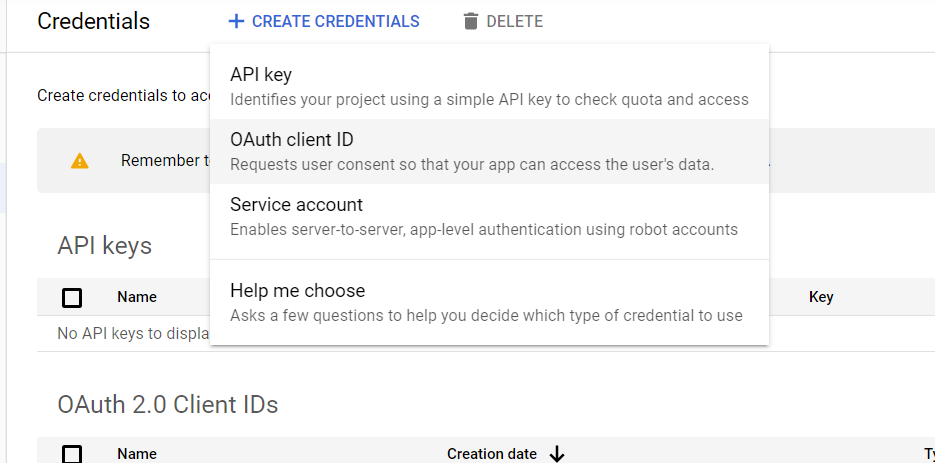 Credentials
+ CREATE CREDENTIALS
DELETE
API key
Identifies your project using a simple API key to check quota and access
Create credentials to
OAuth client ID
Requests user consent so that your app can access the user's data.
Remember
Service account
Enables server-to-server, app-level authentication using robot accounts
API keys
Help me choose
Asks a few questions to help you decide which type of credential to use
Name
Key
No API keys to
OAuth 2.0 Client IDs
Name
Creation date